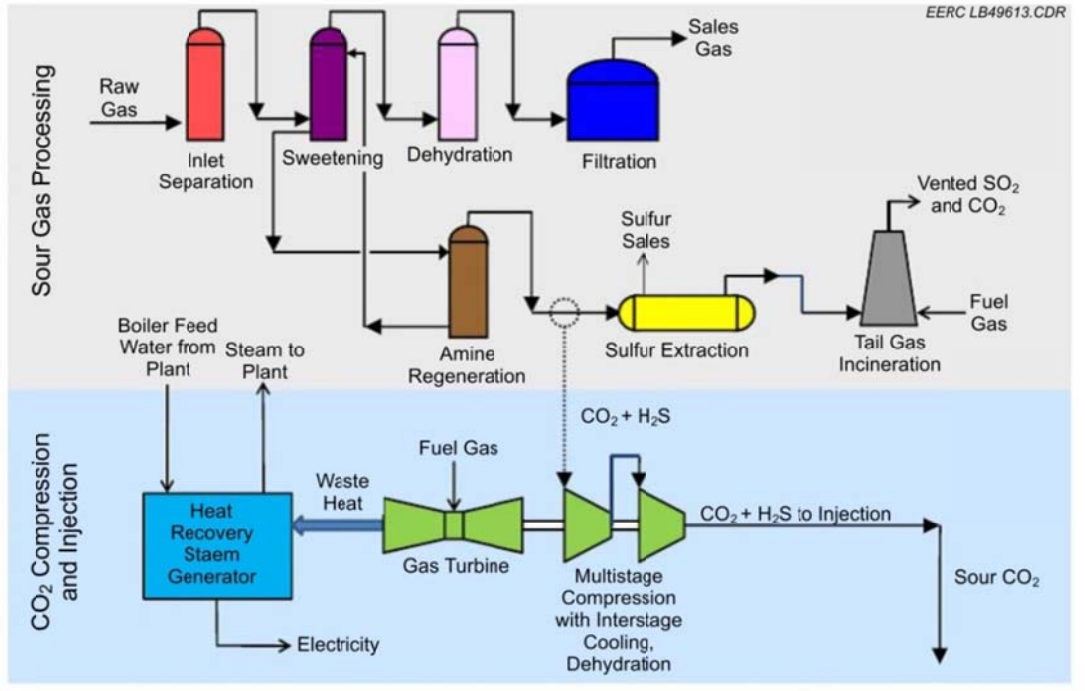 EERC LB49613.CDR
Sour Gas Processing
Raw
Gas
Inlet
Separation
Sweetening
Dehydration
Filtration
Sales
Gas
Amine
Regeneration
Sulfur
Sales
Sulfur Extraction
Vented SO₂
and CO₂
Fuel
Gas
Tail Gas
Incineration
Boiler Feed
Water from
Plant
Steam to
Plant
CO₂ Compression
and Injection
CO₂ + H₂S
Fuel Gas
Waste
Heat
Heat
Recovery
Staem
Generator
Gas Turbine
Multistage
Compression
with Interstage
Cooling,
Dehydration
CO₂ + H₂S to Injection
Sour CO₂
Electricity